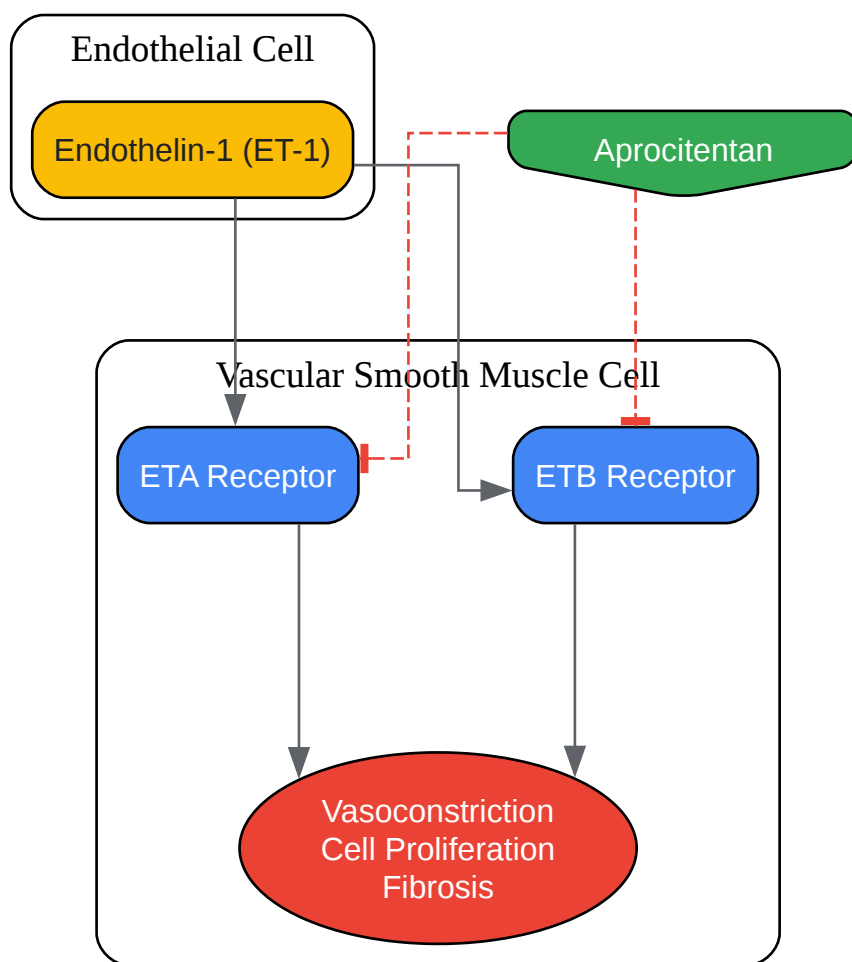 Endothelial Cell
Endothelin-1 (ET-1)
Aprocitentan
Vascular Smooth Muscle Cell
ETA Receptor
ETB Receptor
Vasoconstriction
Cell Proliferation
Fibrosis